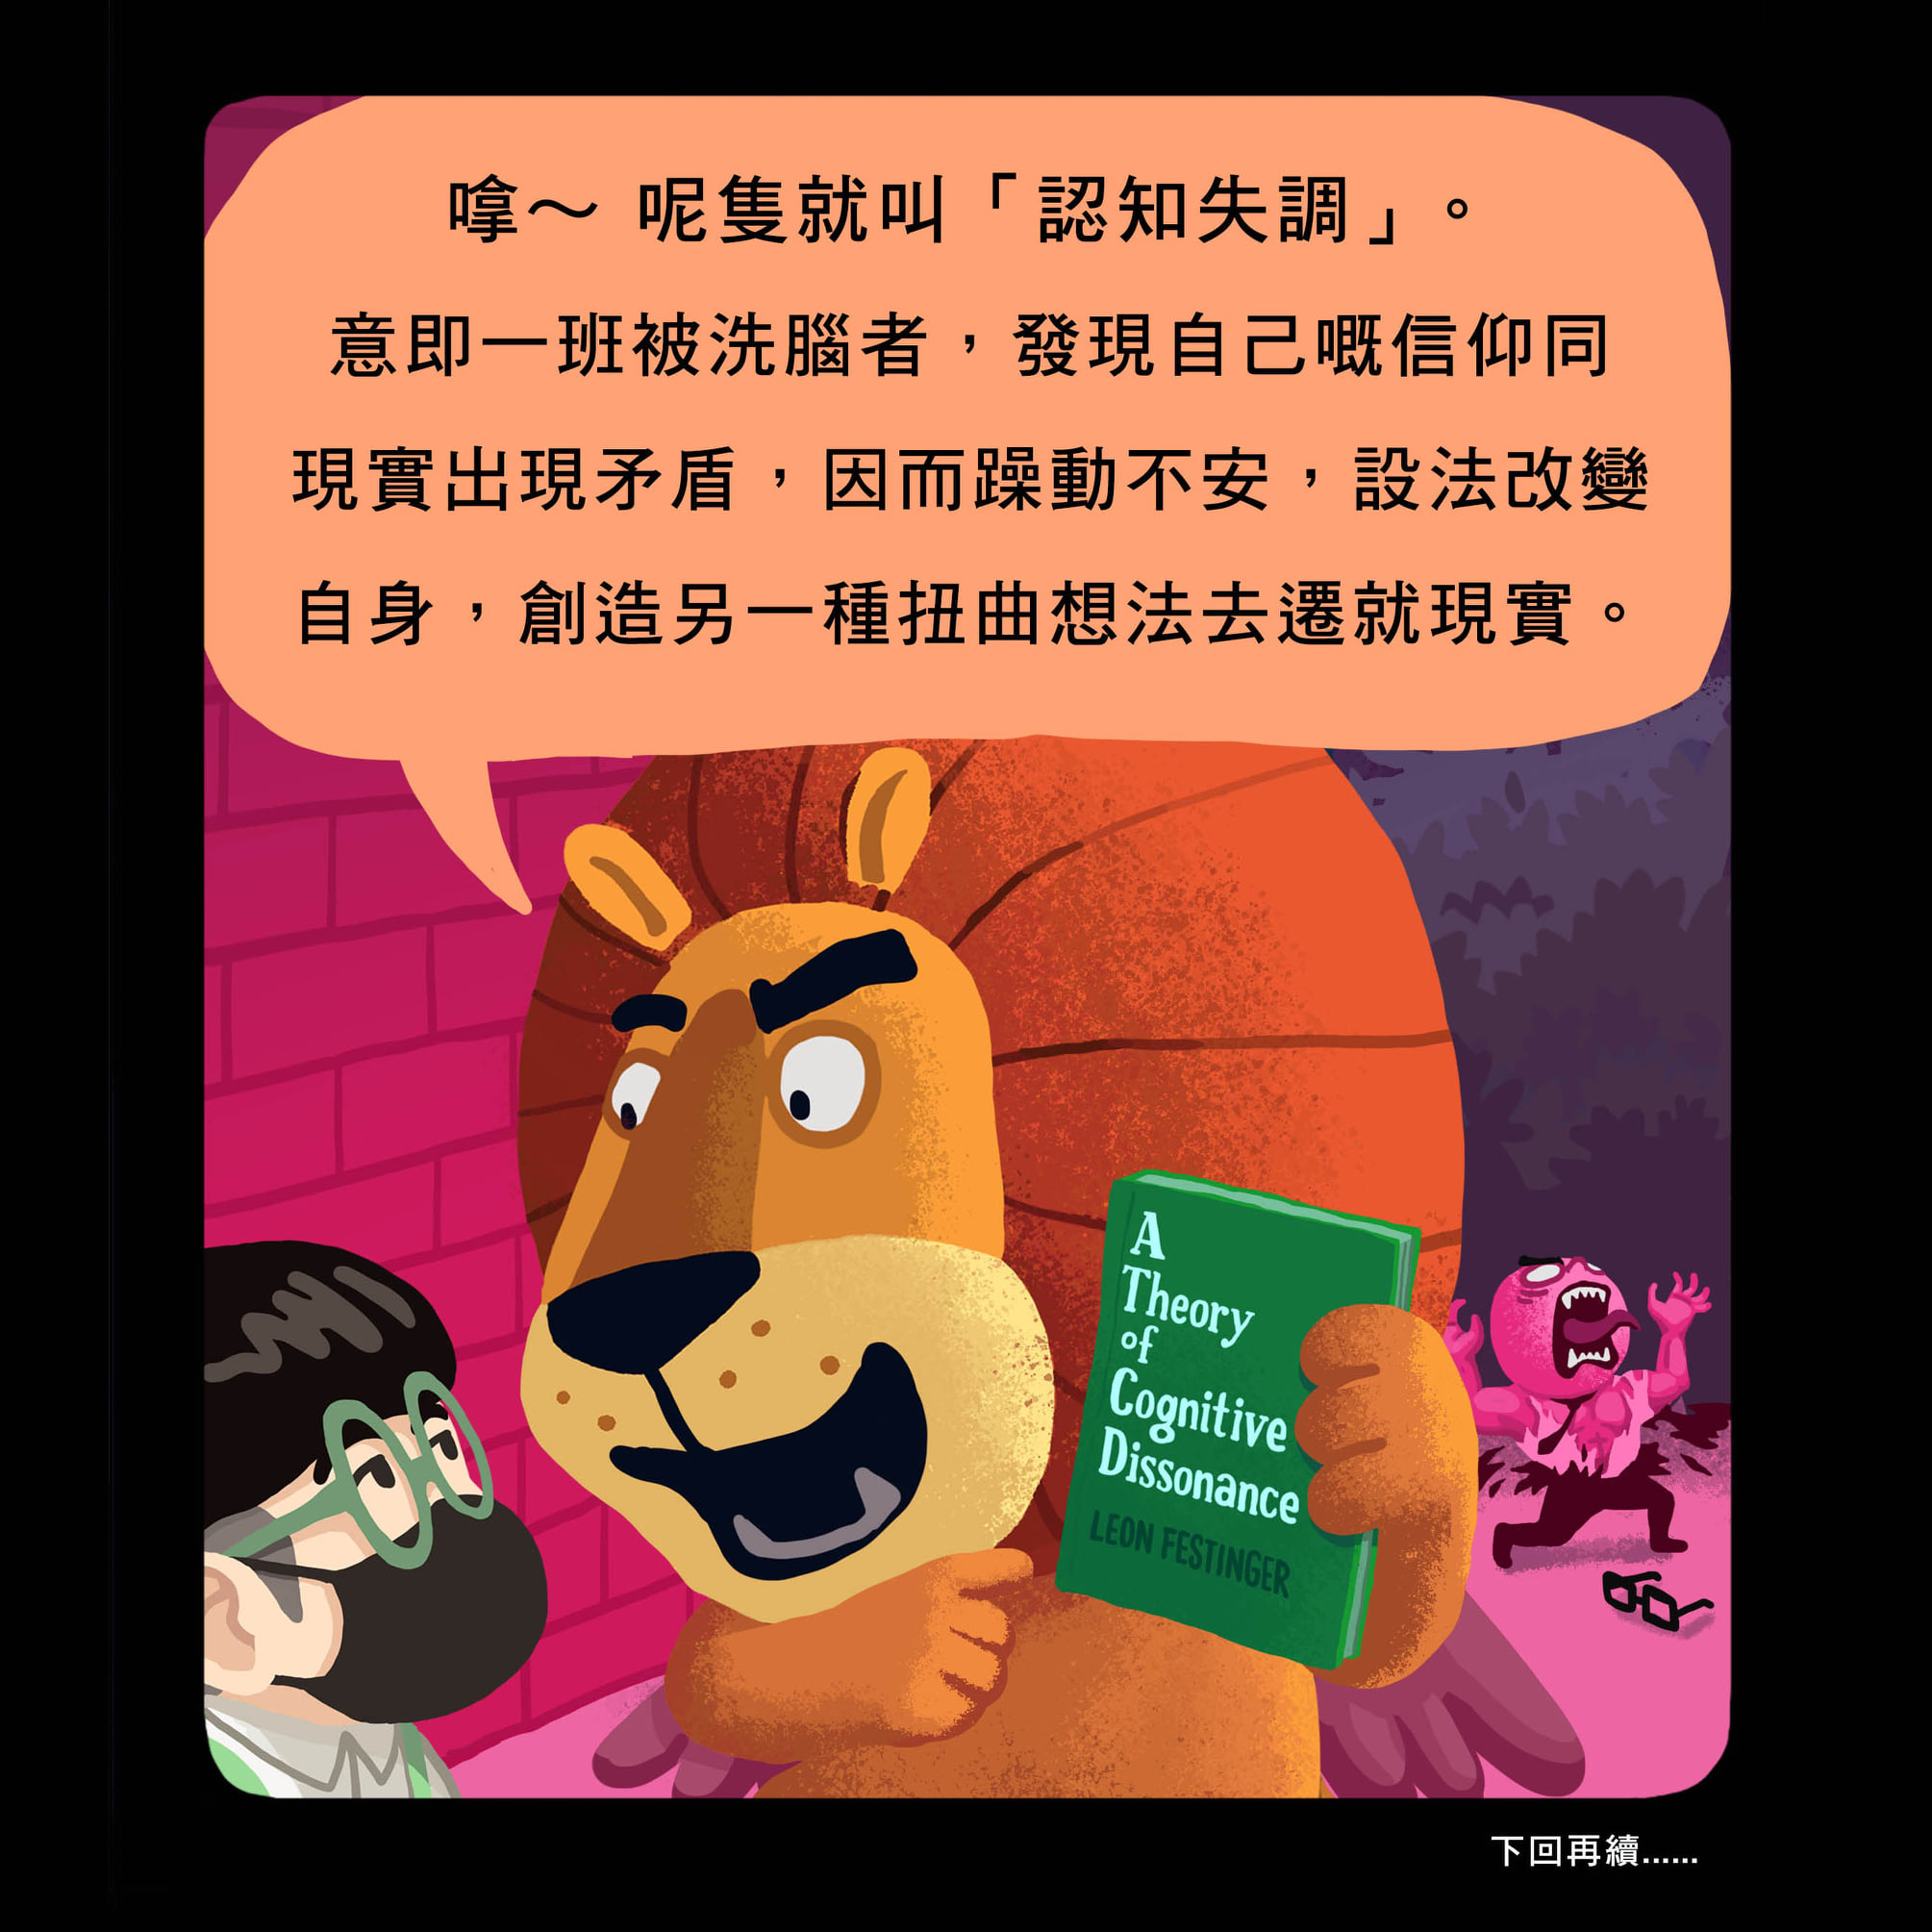 嗱～ 呢隻就叫「認知失調」。
意即一班被洗腦者，發現自己嘅信仰同
現實出現矛盾，因而躁動不安，設法改變
自身，創造另一種扭曲想法去遷就現實。
A
Theory
of
Cognitive
Dissonance
LEON FESTINGER
下回再續......